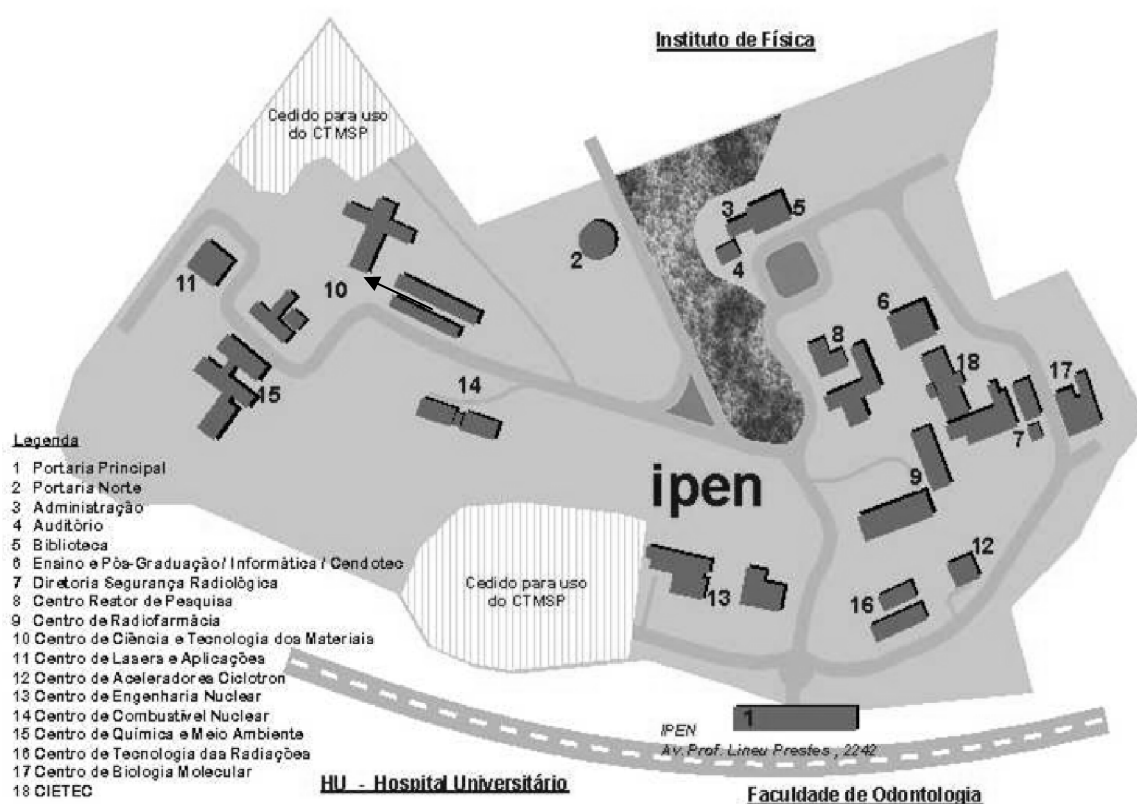 Instituto de Física
Cedido para uso
do CTMSP
3
5
2
4
11
10
6
8
18
17
15
14
7
Legenda
1 Portaria Principal
2 Portaria Norte
3 Administração
4 Auditório
5 Biblioteca
6 Ensino e Pós-Graduação/ Informática / Cendotec
7 Diretoria Segurança Radiológica
8 Centro Reator de Pesquisa
9 Centro de Radiofarmácia
10 Centro de Ciência e Tecnologia dos Materiais
11 Centro de Lasers e Aplicações
12 Centro de Aceleradores Ciclotron
13 Centro de Engenharia Nuclear
14 Centro de Combustível Nuclear
15 Centro de Química e Meio Ambiente
16 Centro de Tecnologia das Radiações
17 Centro de Biologia Molecular
18 CIETEC
ipen
9
Cedido para uso
do CTMSP
12
13
16
1
IPEN
Av.Prof. Lineu Prestes , 2242
HU - Hospital Universitário
Faculdade de Odontologia